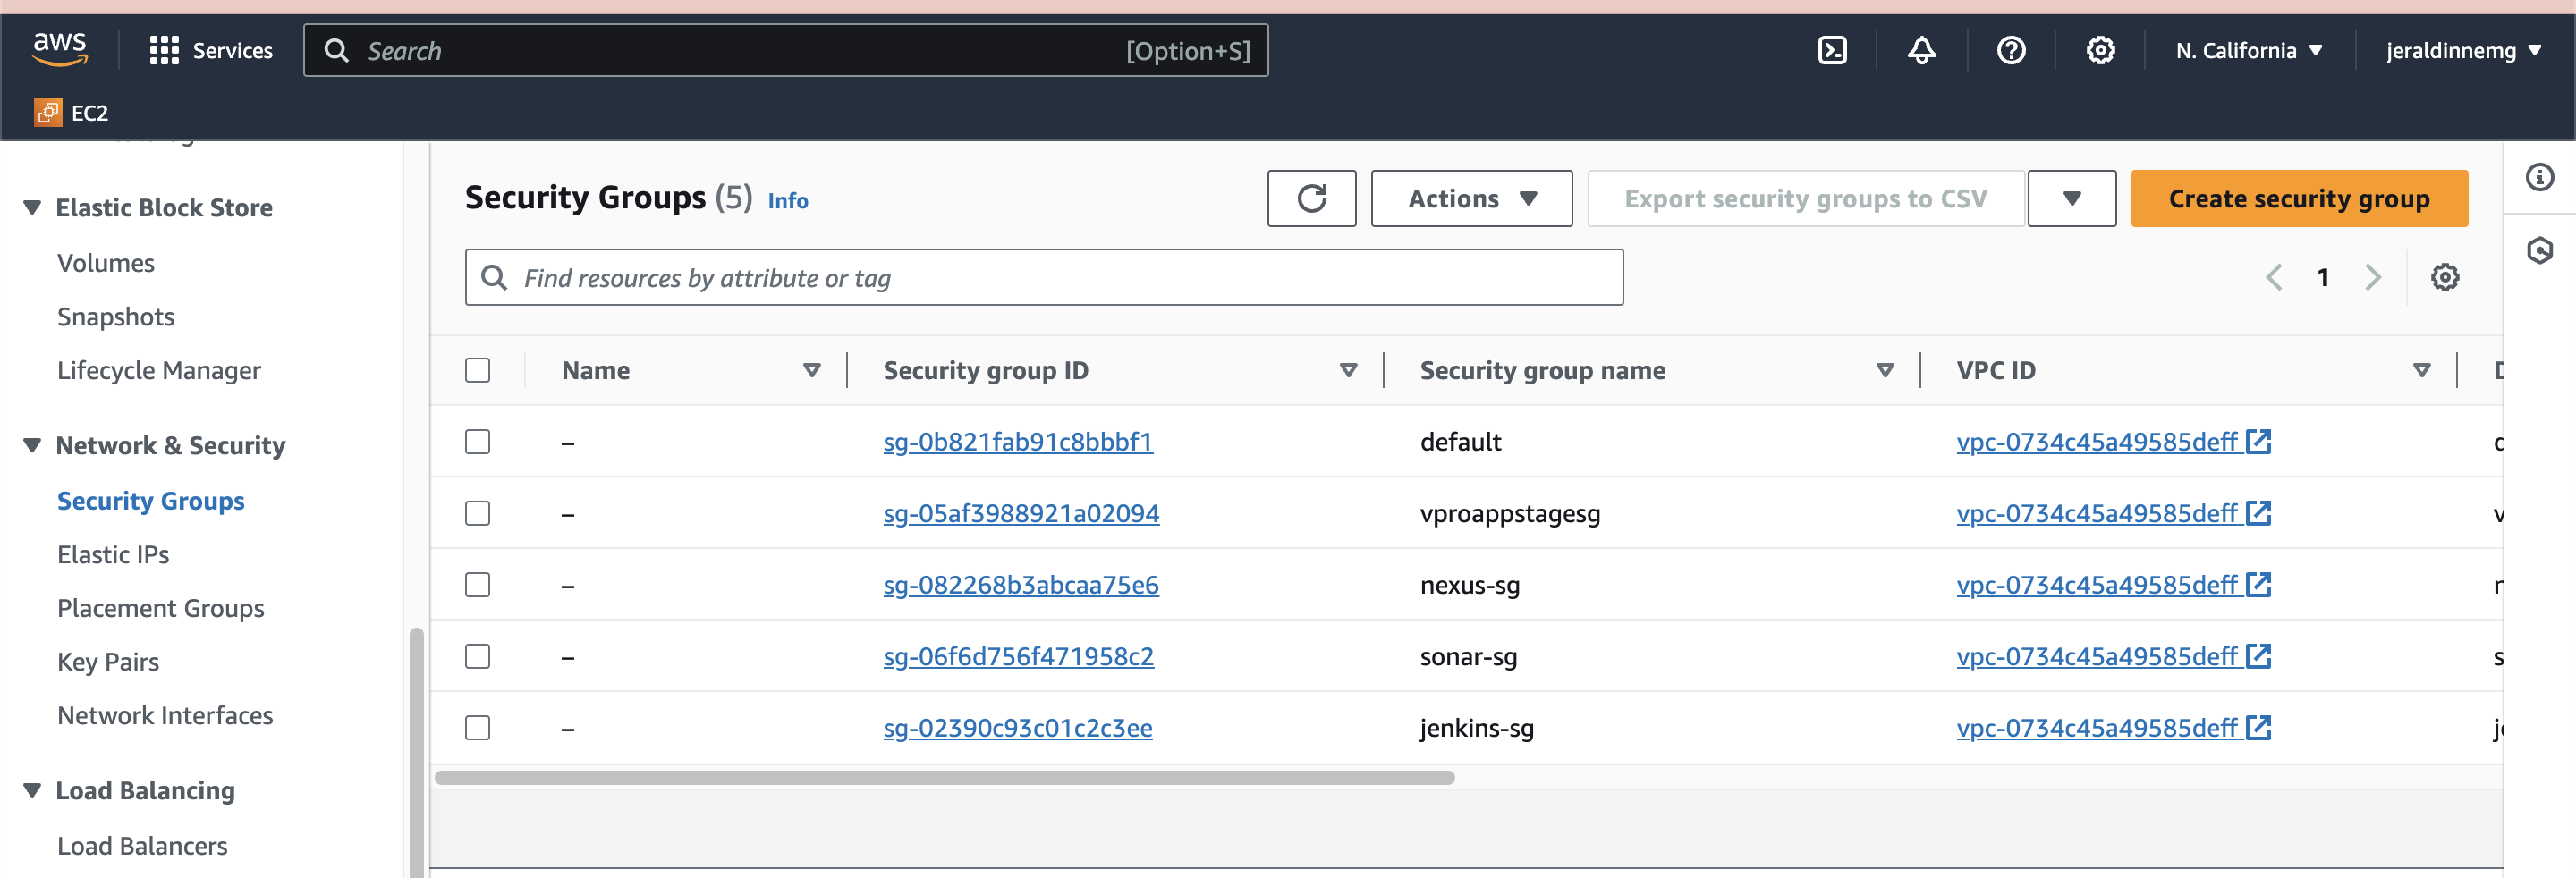 aws Services Search [Option+S] N. California jeraldinnemg
EC2
Elastic Block Store
Volumes
Snapshots
Lifecycle Manager
Network & Security
Security Groups
Elastic IPs
Placement Groups
Key Pairs
Network Interfaces
Load Balancing
Load Balancers
Security Groups (5) Info Actions Export security groups to CSV Create security group
Find resources by attribute or tag 1
Name Security group ID Security group name VPC ID
– sg-0b821fab91c8bbbf1 default vpc-0734c45a49585deff
– sg-05af3988921a02094 vproappstagesg vpc-0734c45a49585deff
– sg-082268b3abcaa75e6 nexus-sg vpc-0734c45a49585deff
– sg-06f6d756f471958c2 sonar-sg vpc-0734c45a49585deff
– sg-02390c93c01c2c3ee jenkins-sg vpc-0734c45a49585deff